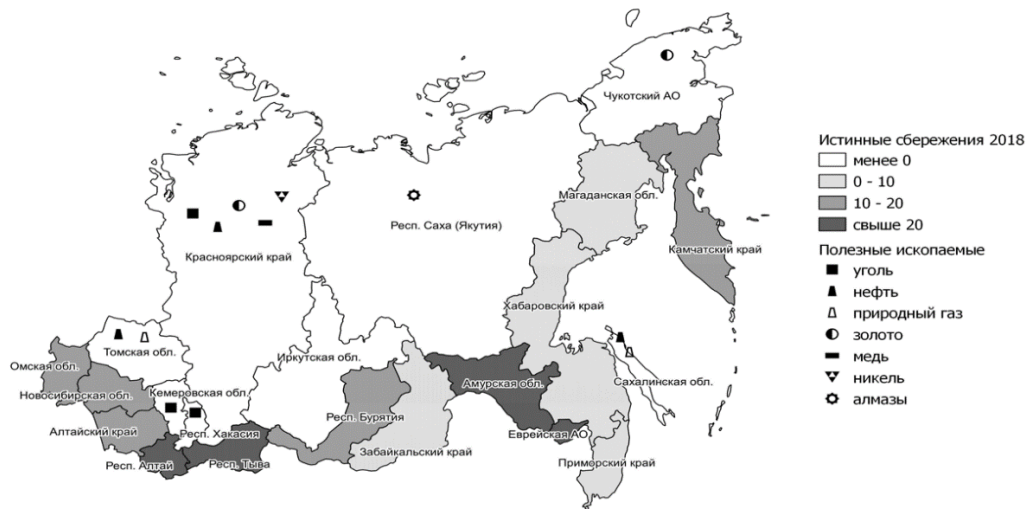 Чукотский АО
Магаданская обл.
Респ. Саха (Якутия)
Камчатский край
Красноярский край
Хабаровский край
Томская обл.
Иркутская обл.
Омская обл.
Амурская обл.
Сахалинская обл.
Новосибирская обл.
Кемеровская обл.
Респ. Бурятия
Алтайский край
Респ. Хакасия
Еврейская АО
Забайкальский край
Респ. Алтай
Респ. Тыва
Приморский край
Истинные сбережения 2018
менее 0
0 - 10
10 - 20
свыше 20
Полезные ископаемые
уголь
нефть
природный газ
золото
медь
никель
алмазы